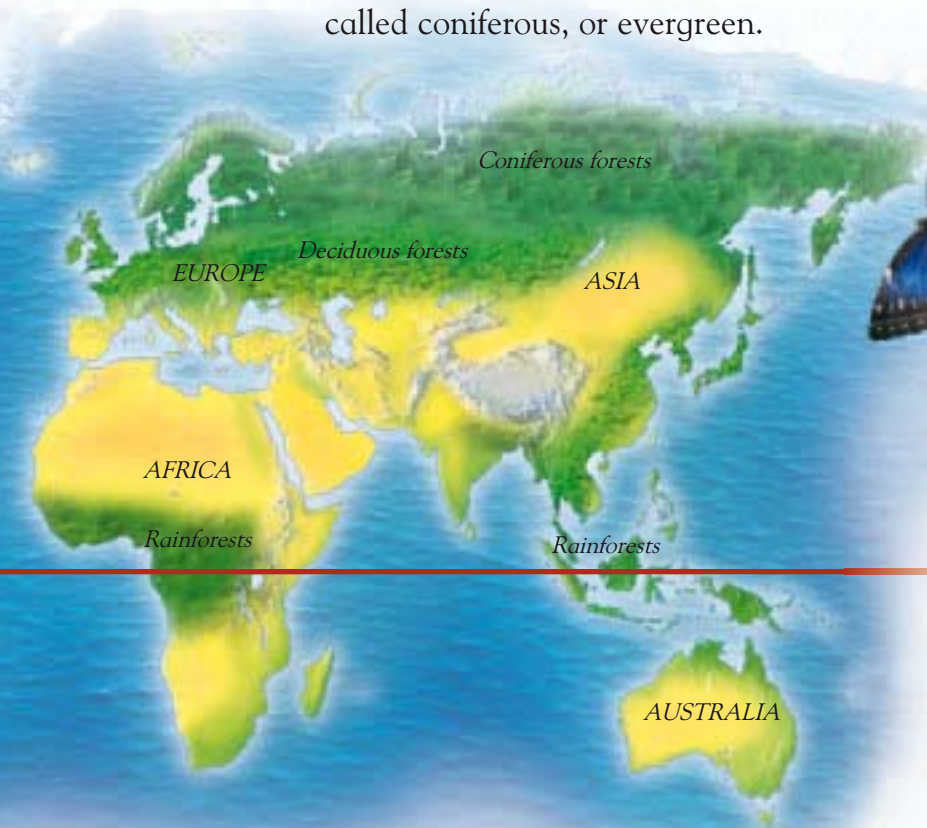 called coniferous, or evergreen.
Coniferous forests
Deciduous forests
EUROPE
ASIA
AFRICA
Rainforests
Rainforests
AUSTRALIA